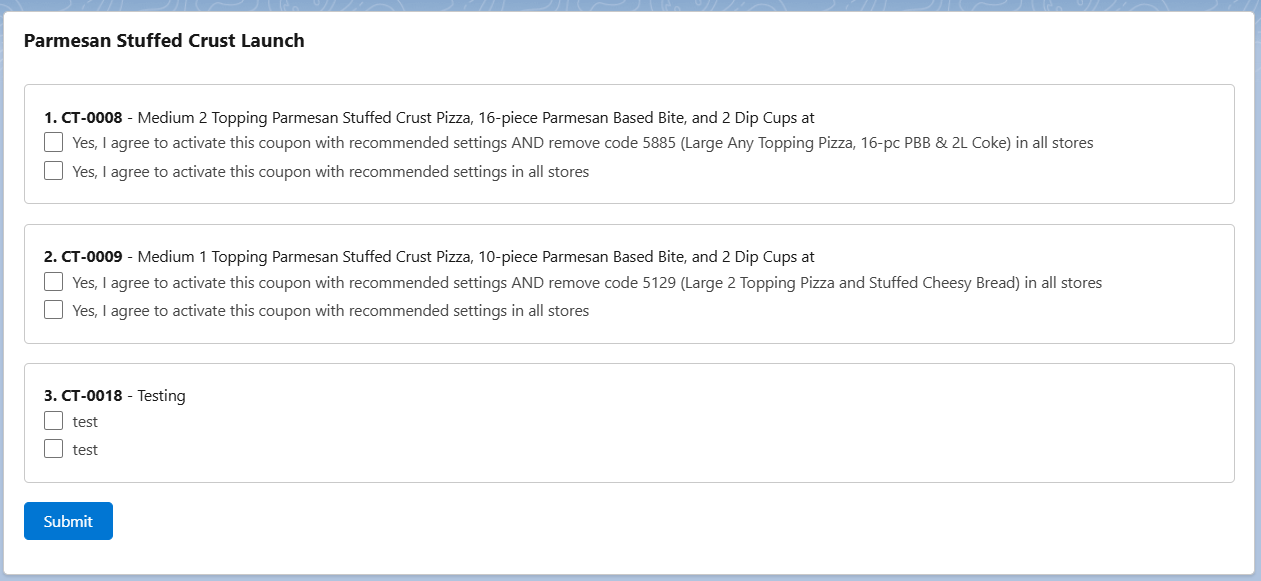 Parmesan Stuffed Crust Launch
1. CT-0008 - Medium 2 Topping Parmesan Stuffed Crust Pizza, 16-piece Parmesan Based Bite, and 2 Dip Cups at
Yes, I agree to activate this coupon with recommended settings AND remove code 5885 (Large Any Topping Pizza, 16-pc PBB & 2L Coke) in all stores
Yes, I agree to activate this coupon with recommended settings in all stores
2. CT-0009 - Medium 1 Topping Parmesan Stuffed Crust Pizza, 10-piece Parmesan Based Bite, and 2 Dip Cups at
Yes, I agree to activate this coupon with recommended settings AND remove code 5129 (Large 2 Topping Pizza and Stuffed Cheesy Bread) in all stores
Yes, I agree to activate this coupon with recommended settings in all stores
3. CT-0018 - Testing
test
test
Submit